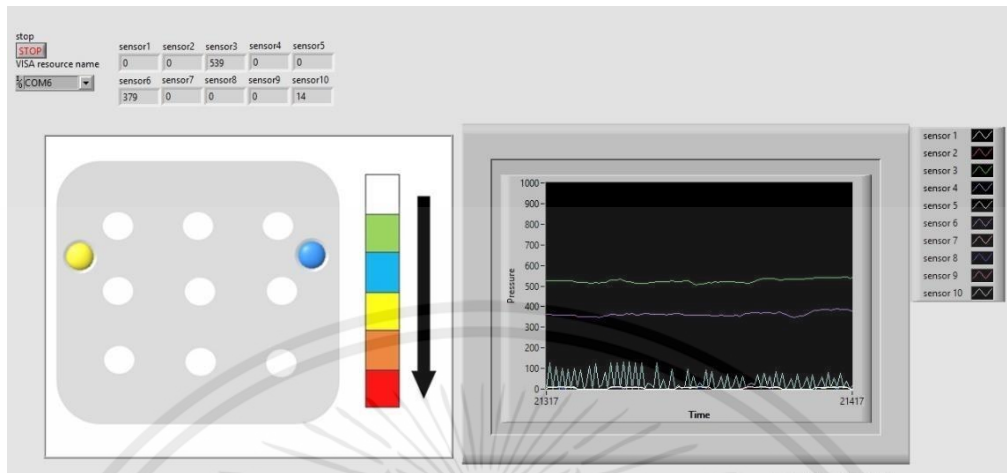 stop
STOP
VISA resource name
COM6
sensor1 sensor2 sensor3 sensor4 sensor5
0 0 539 0 0
sensor6 sensor7 sensor8 sensor9 sensor10
379 0 0 0 14
sensor 1
sensor 2
sensor 3
sensor 4
sensor 5
sensor 6
sensor 7
sensor 8
sensor 9
sensor 10
1000
900
800
700
600
500
400
300
200
100
0
Pressure
21317 21417
Time